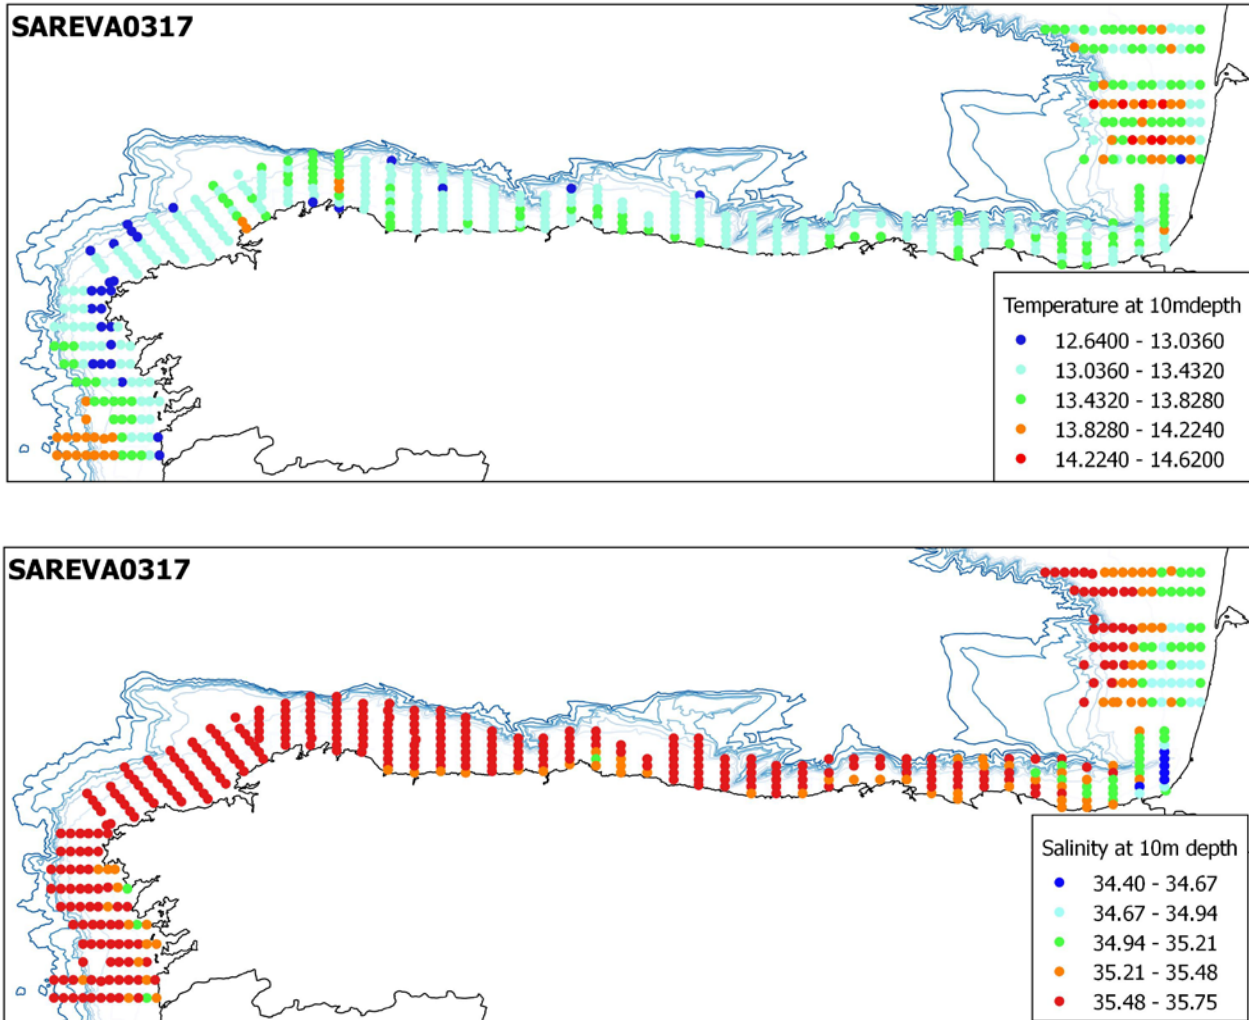 SAREVA0317
Temperature at 10mdepth
12.6400 - 13.0360
13.0360 - 13.4320
13.4320 - 13.8280
13.8280 - 14.2240
14.2240 - 14.6200
SAREVA0317
Salinity at 10m depth
34.40 - 34.67
34.67 - 34.94
34.94 - 35.21
35.21 - 35.48
35.48 - 35.75